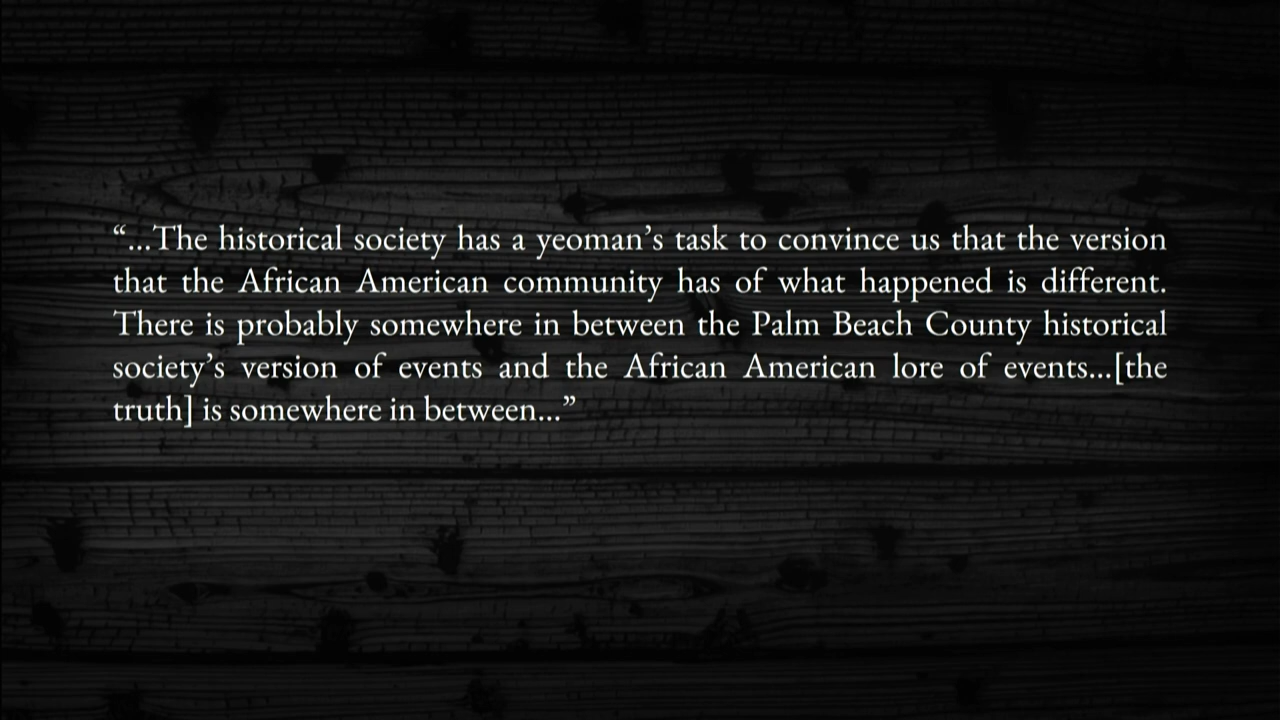 “...The historical society has a yeoman’s task to convince us that the version
that the African American community has of what happened is different.
There is probably somewhere in between the Palm Beach County historical
society’s version of events and the African American lore of events...[the
truth] is somewhere in between...”